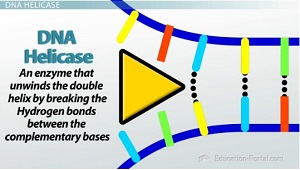 DNA HELICASE
DNA
Helicase
An enzyme that
unwinds the double
helix by breaking the
Hydrogen bonds
between the
complementary bases
Education-Portal.com